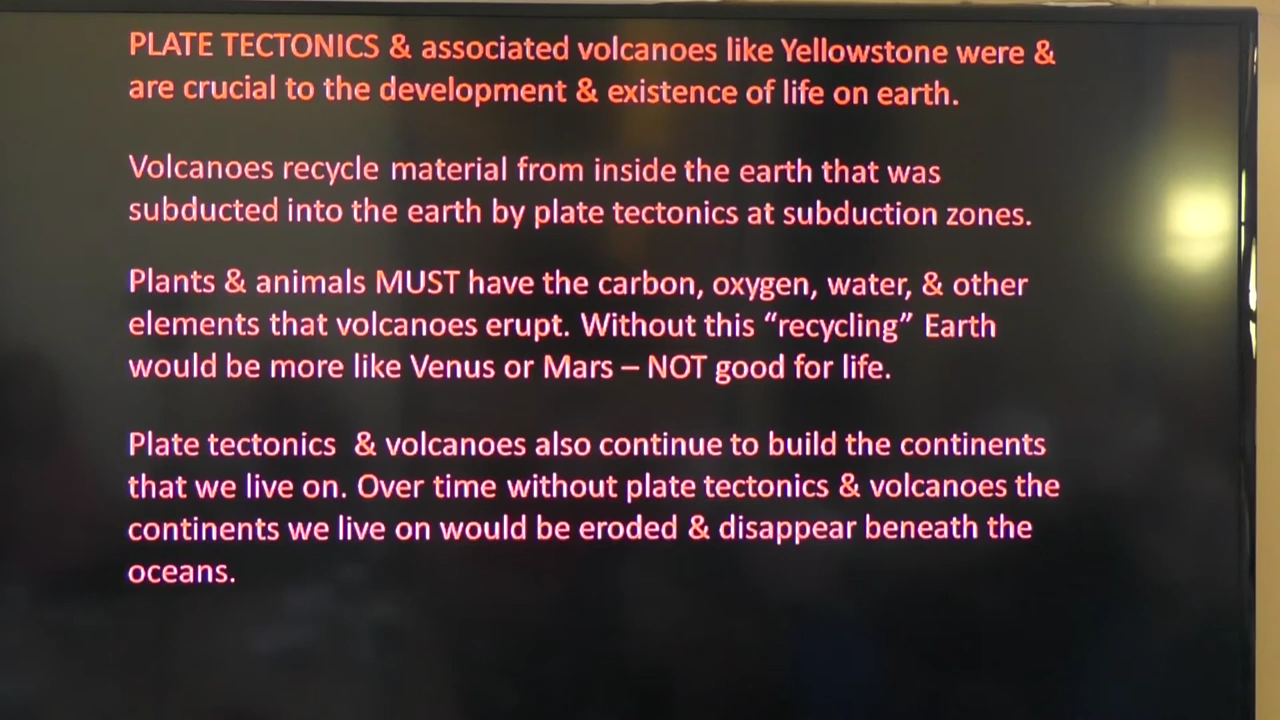 PLATE TECTONICS & associated volcanoes like Yellowstone were &
are crucial to the development & existence of life on earth.
Volcanoes recycle material from inside the earth that was
subducted into the earth by plate tectonics at subduction zones.
Plants & animals MUST have the carbon, oxygen, water, & other
elements that volcanoes erupt. Without this “recycling” Earth
would be more like Venus or Mars – NOT good for life.
Plate tectonics & volcanoes also continue to build the continents
that we live on. Over time without plate tectonics & volcanoes the
continents we live on would be eroded & disappear beneath the
oceans.